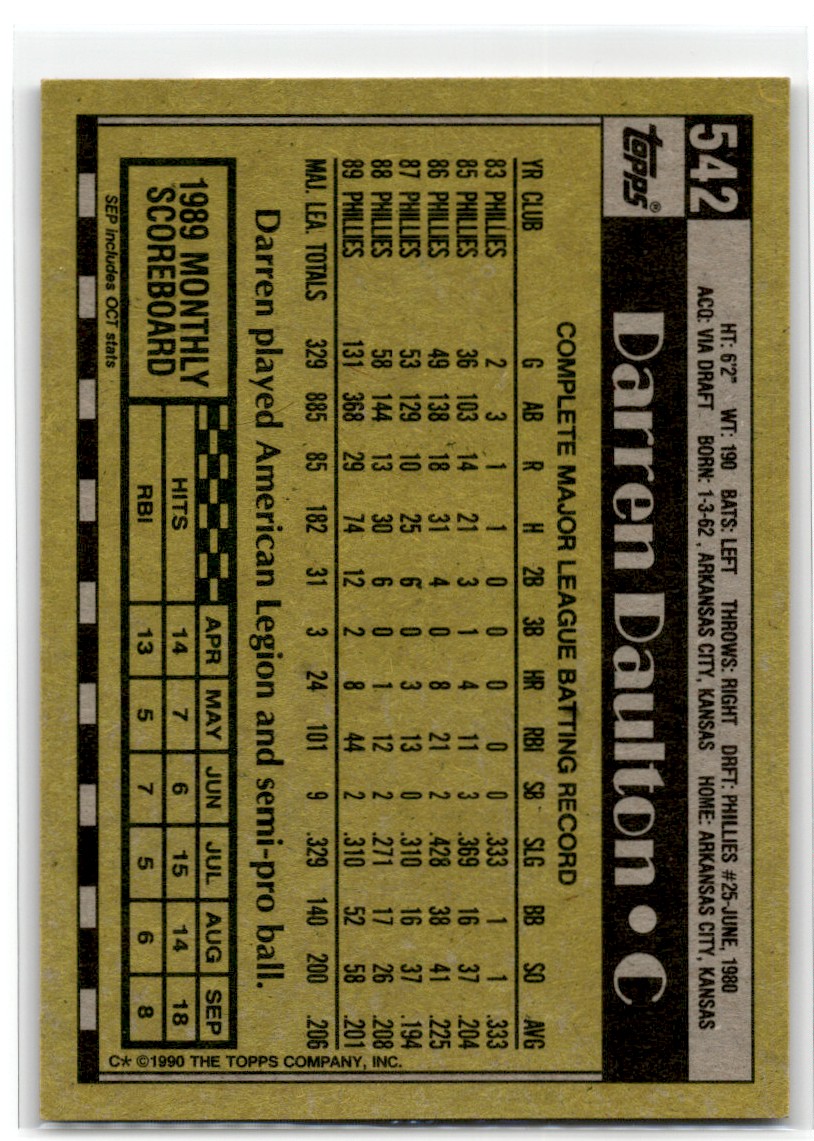 542
HT: 6'2" WT: 190 BATS: LEFT THROWS: RIGHT DRFT: PHILLIES #25-JUNE, 1980
ACQ: VIA DRAFT BORN: 1-3-62 , ARKANSAS CITY, KANSAS HOME: ARKANSAS CITY, KANSAS
topps®
Darren Daulton • C
COMPLETE MAJOR LEAGUE BATTING RECORD
YR CLUB G AB R H 2B 3B HR RBI SB SLG BB SO AVG
83 PHILLIES 2 3 1 1 0 0 0 0 0 .333 1 1 .333
85 PHILLIES 36 103 14 21 3 1 4 11 3 .369 16 37 .204
86 PHILLIES 49 138 18 31 4 0 8 21 2 .428 38 41 .225
87 PHILLIES 53 129 10 25 6 0 3 13 0 .310 16 37 .194
88 PHILLIES 58 144 13 30 6 0 1 12 2 .271 17 26 .208
89 PHILLIES 131 368 29 74 12 2 8 44 2 .310 52 58 .201
MAJ. LEA. TOTALS 329 885 85 182 31 3 24 101 9 .329 140 200 .206
Darren played American Legion and semi-pro ball.
1989 MONTHLY
SCOREBOARD
APR MAY JUN JUL AUG SEP
HITS 14 7 6 15 14 18
RBI 13 5 7 5 6 8
SEP includes OCT stats
C* ©1990 THE TOPPS COMPANY, INC.